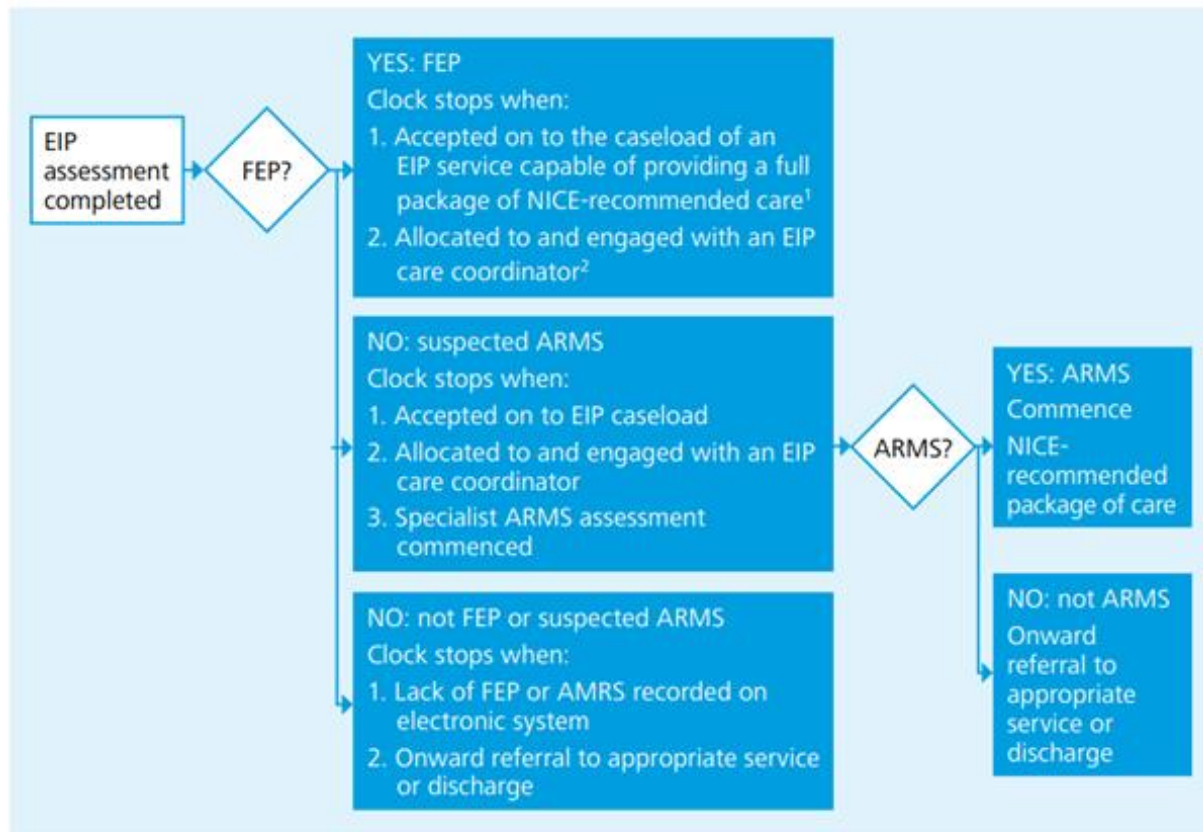 EIP
assessment
completed
FEP?
YES: FEP
Clock stops when:
1. Accepted on to the caseload of an
EIP service capable of providing a full
package of NICE-recommended care¹
2. Allocated to and engaged with an EIP
care coordinator²
NO: suspected ARMS
Clock stops when:
1. Accepted on to EIP caseload
2. Allocated to and engaged with an EIP
care coordinator
3. Specialist ARMS assessment
commenced
ARMS?
YES: ARMS
Commence
NICE-
recommended
package of care
NO: not ARMS
Onward
referral to
appropriate
service or
discharge
NO: not FEP or suspected ARMS
Clock stops when:
1. Lack of FEP or AMRS recorded on
electronic system
2. Onward referral to appropriate service
or discharge